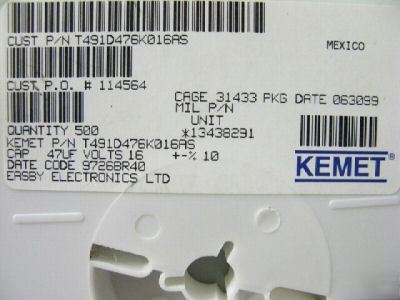 CUST P/N T491D476K016AS
MEXICO
CUST P.O. # 114564
CAGE 31433 PKG DATE 063099
MIL P/N
UNIT
QUANTITY 500
*13438291
KEMET P/N T491D476K016AS
CAP 47UF VOLTS 16 +-% 10
DATE CODE 9726BR40
EASBY ELECTRONICS LTD
KEMET®